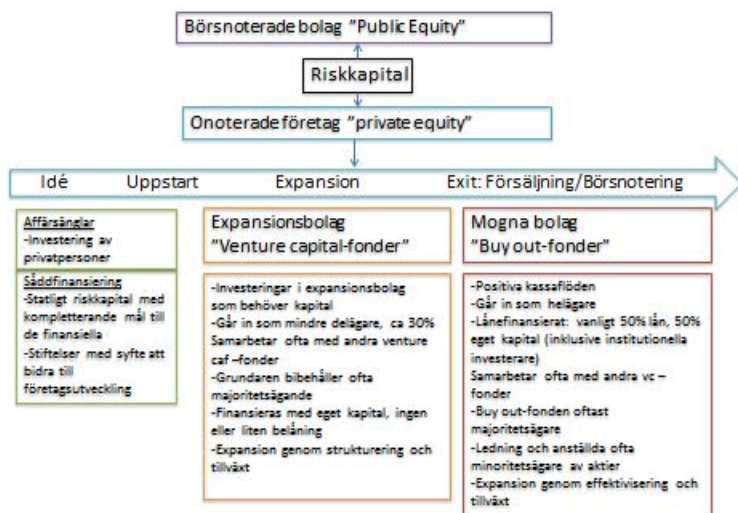 Börsnoterade bolag "Public Equity"
Riskkapital
Onoterade företag "private equity"
Idé
Uppstart
Expansion
Exit: Försäljning/Börsnotering
Affärsänglar
-Investering av
privatpersoner
Såddfinansiering
-Statligt riskkapital med
kompletterande mål till
de finansiella
-Stiftelser med syfte att
bidra till
företagsutveckling
Expansionsbolag
"Venture capital-fonder"
-Investeringar i expansionsbolag
som behöver kapital
-Går in som mindre delägare, ca 30%
Samarbetar ofta med andra venture
caf –fonder
-Grundaren bibehåller ofta
majoritetsägande
-Finansieras med eget kapital, ingen
eller liten belåning
-Expansion genom strukturering och
tillväxt
Mogna bolag
"Buy out-fonder"
-Positiva kassaflöden
-Går in som helägare
-Lånefinansierat: vanligt 50% lån, 50%
eget kapital (inklusive institutionella
investerare)
Samarbetar ofta med andra vc –
fonder
-Buy out-fonden oftast
majoritetsägare
-Ledning och anställda ofta
minoritetsägare av aktier
-Expansion genom effektivisering och
tillväxt